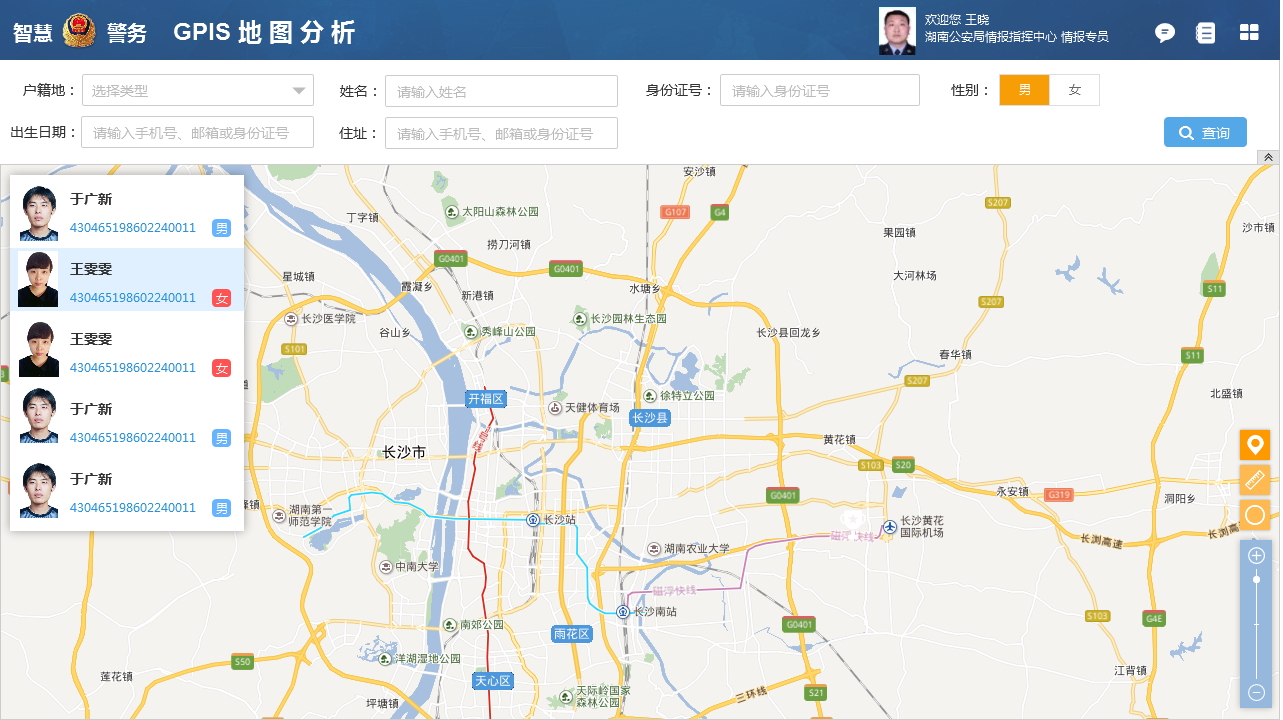 智慧 警务 GPIS 地图分析
欢迎您 王晓
湖南公安局情报指挥中心 情报专员
户籍地： 选择类型 姓名： 请输入姓名 身份证号： 请输入身份证号 性别： 男 女
出生日期： 请输入手机号、邮箱或身份证号 住址： 请输入手机号、邮箱或身份证号 查询
于广新
430465198602240011 男
王雯雯
430465198602240011 女
王雯雯
430465198602240011 女
于广新
430465198602240011 男
于广新
430465198602240011 男
安沙镇
S207
太阳山森林公园
G107
G4
丁字镇
沙市镇
果园镇
捞刀河镇
G0401
G0401
星城镇
大河林场
霞凝乡
新港镇
水塘乡
S11
S207
长沙医学院
长沙园林生态园
谷山乡
秀峰山公园
长沙县回龙乡
S101
春华镇
S11
S207
北盛镇
徐特立公园
开福区
天健体育场
长沙县
黄花镇
长沙市
S103
S20
G0401
永安镇
G319
洞阳乡
湖南第一
师范学院
长沙站
长沙黄花
国际机场
磁浮快线
长浏高速
长浏高
湖南农业大学
中南大学
磁浮快线
长沙南站
S103
G4E
南郊公园
G0401
雨花区
洋湖湿地公园
S50
江背镇
莲花镇
天心区
天际岭国家
森林公园
S21
三环线
坪塘镇